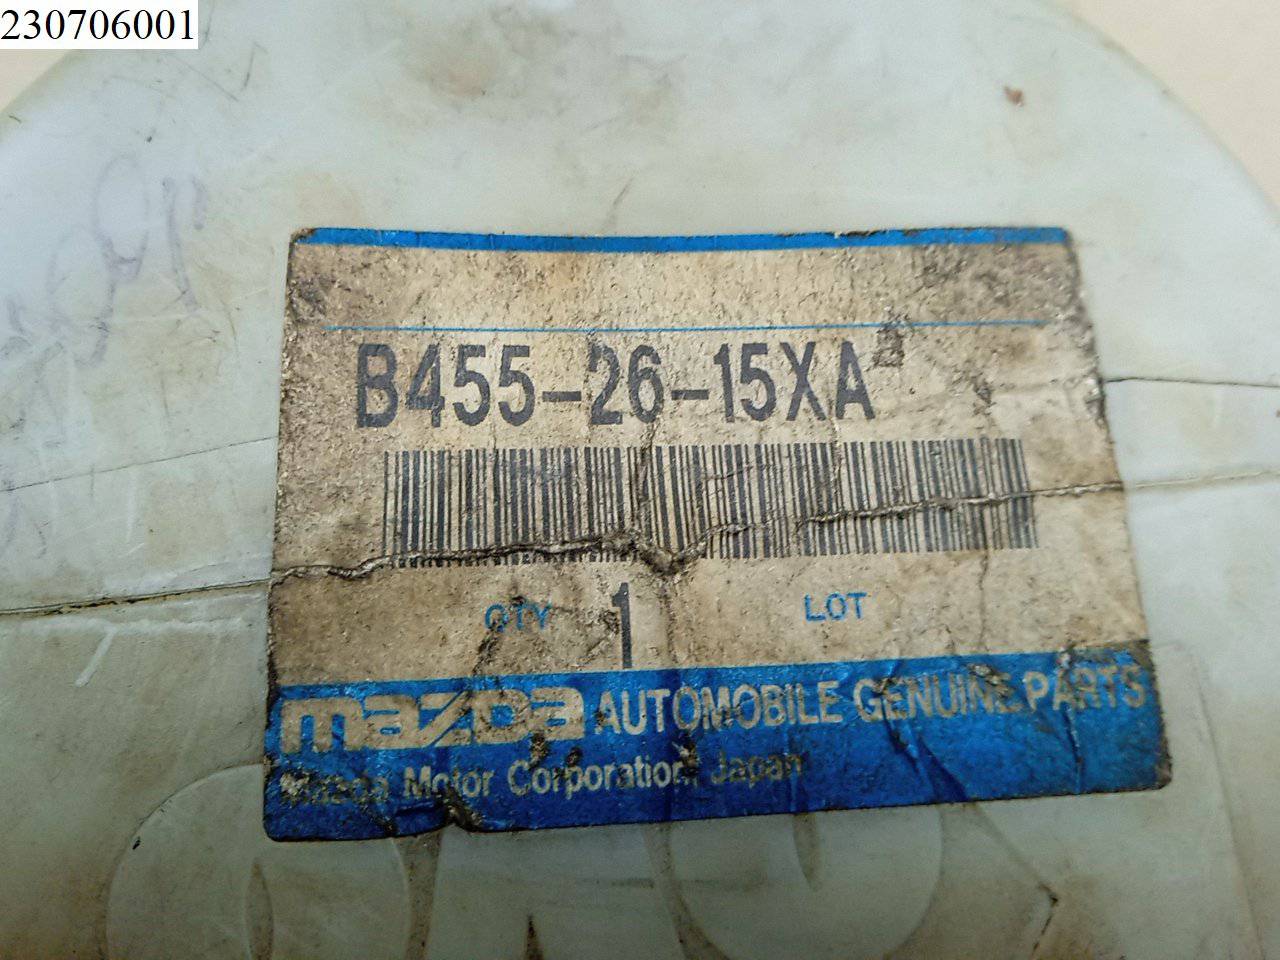 230706001
B455-26-15XA
QTY 1 LOT
mazda AUTOMOBILE GENUINE PARTS
Mazda Motor Corporation, Japan